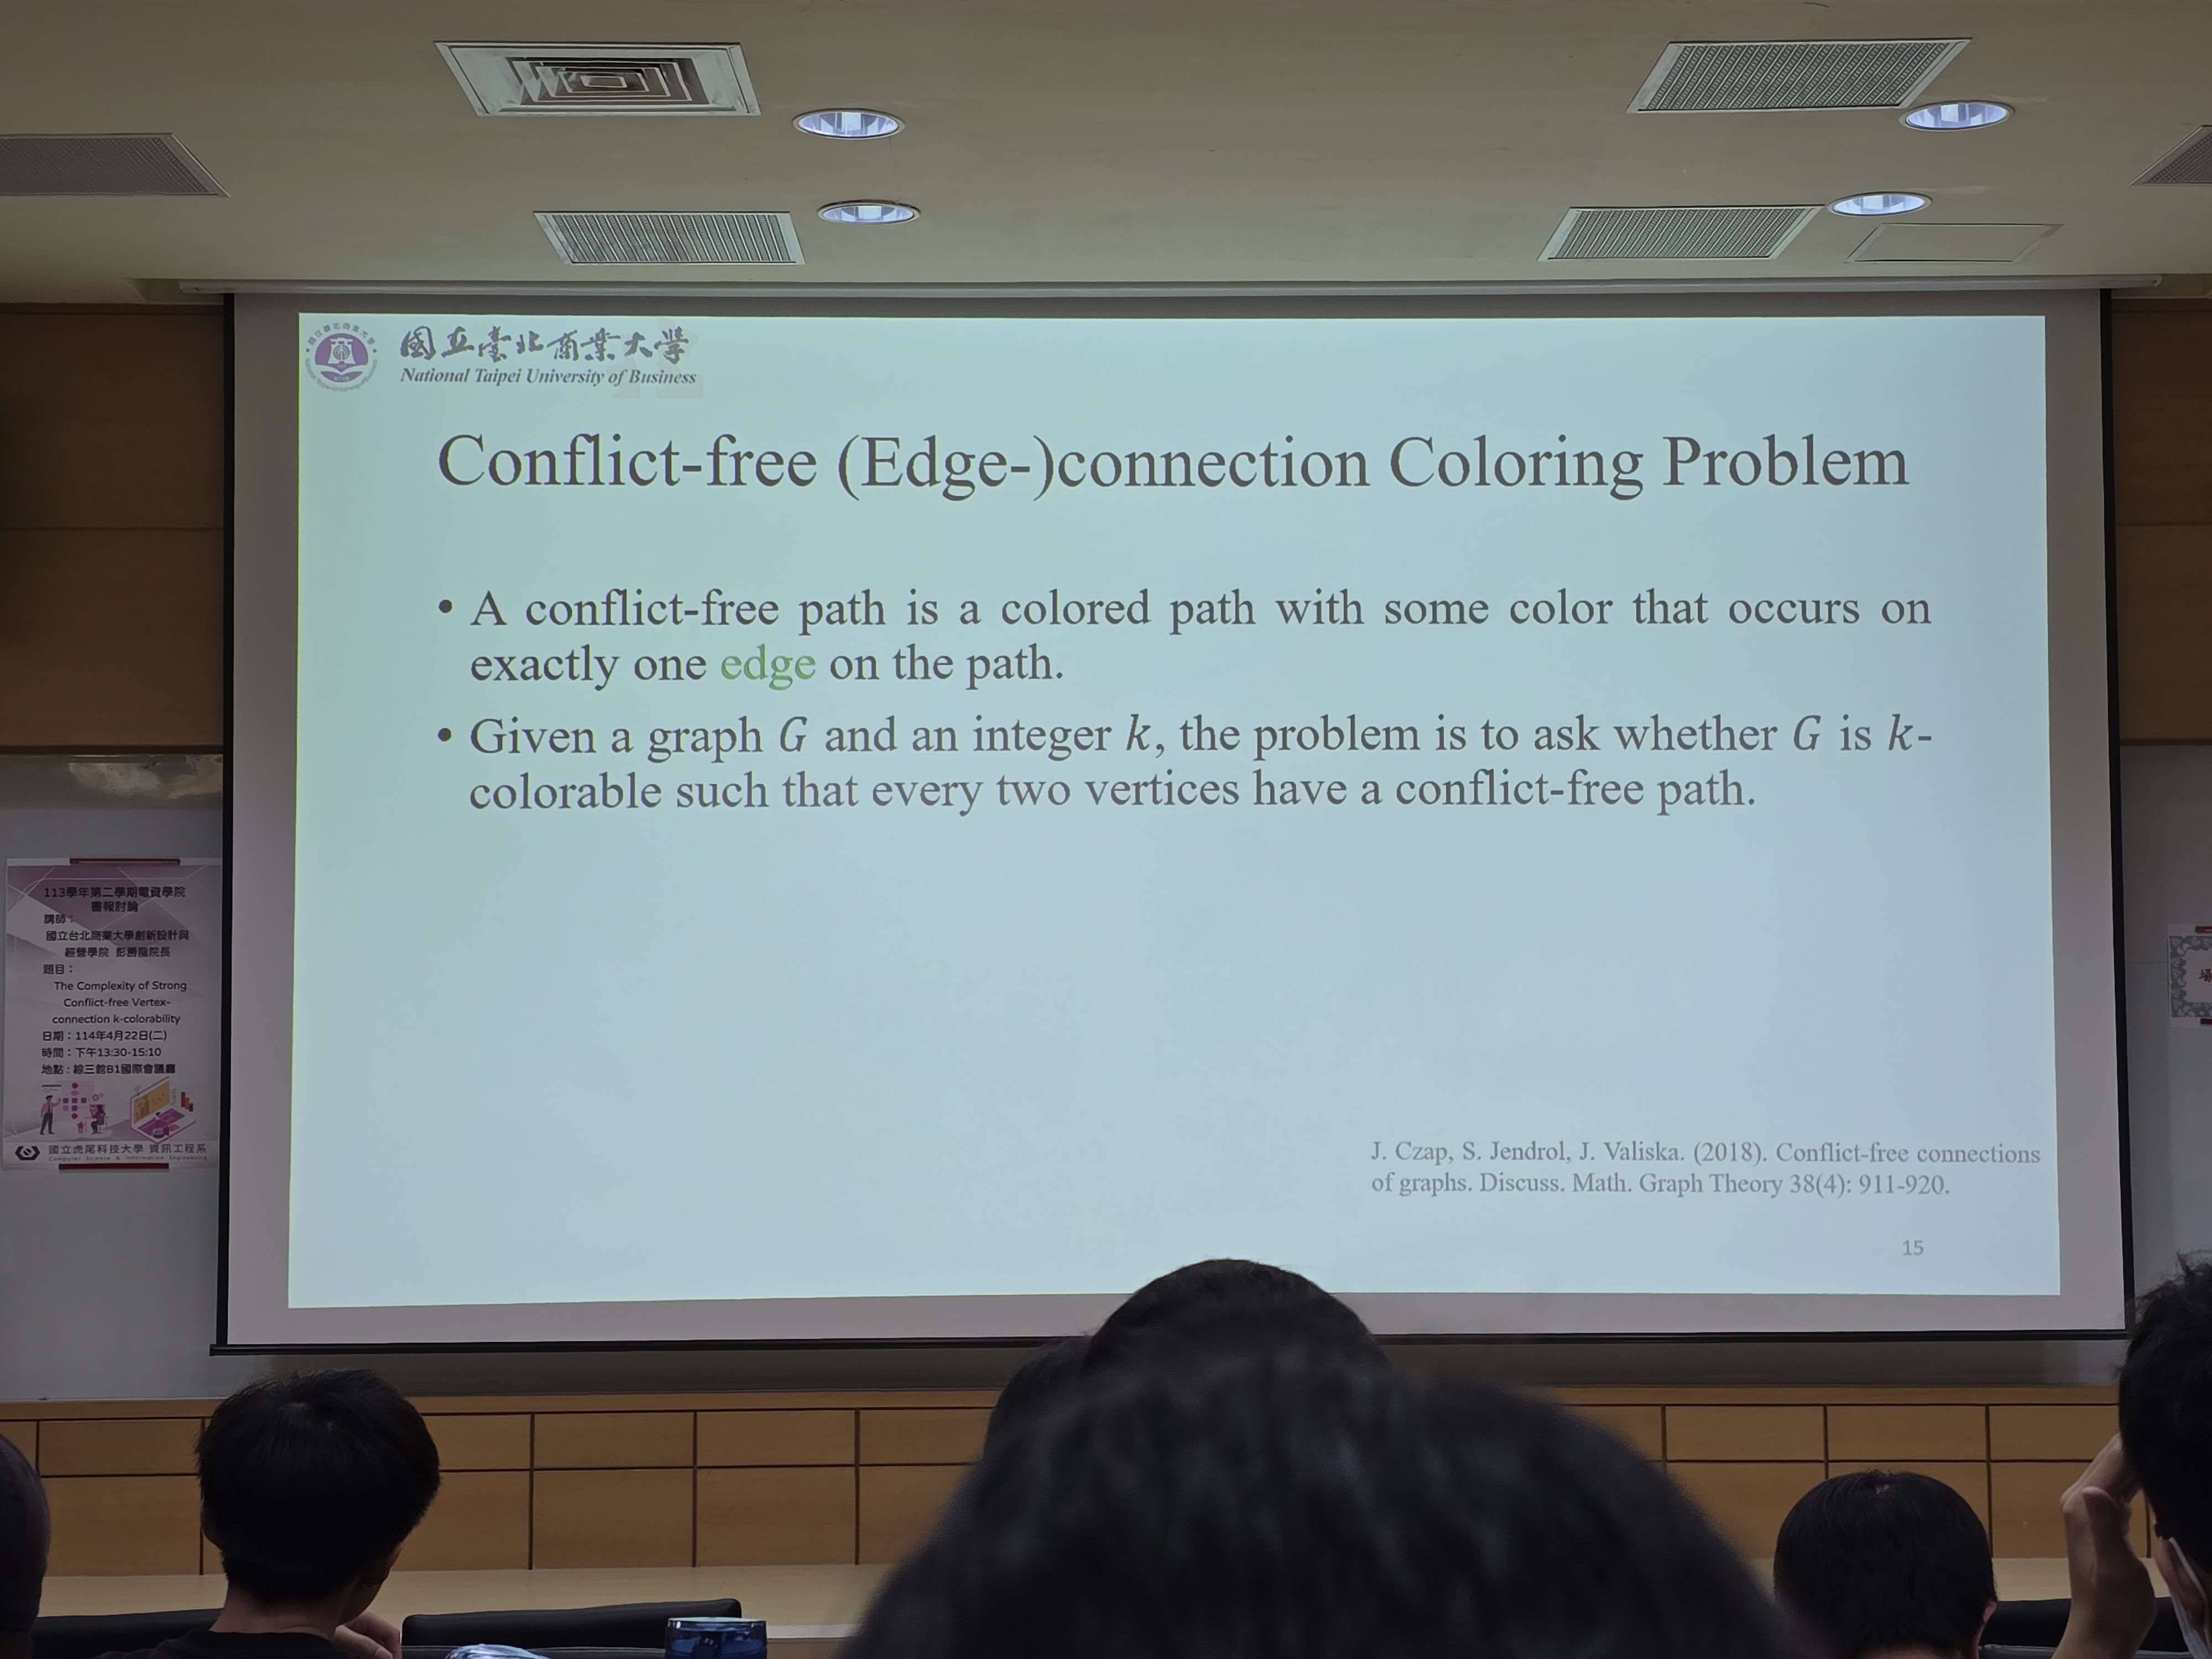 國立臺北商業大學
National Taipei University of Business
Conflict-free (Edge-)connection Coloring Problem
• A conflict-free path is a colored path with some color that occurs on
exactly one edge on the path.
• Given a graph G and an integer k, the problem is to ask whether G is k-
colorable such that every two vertices have a conflict-free path.
J. Czap, S. Jendrol, J. Valiska. (2018). Conflict-free connections
of graphs. Discuss. Math. Graph Theory 38(4): 911-920.
15
113學年第二學期電資學院
書報討論
講師：
國立台北商業大學創新設計與
經營學院 彭勝龍院長
題目：
The Complexity of Strong
Conflict-free Vertex-
connection k-colorability
日期：114年4月22日(二)
時間：下午13:30-15:10
地點：綜三館B1國際會議廳
國立虎尾科技大學 資訊工程系
Computer Science & Information Engineering